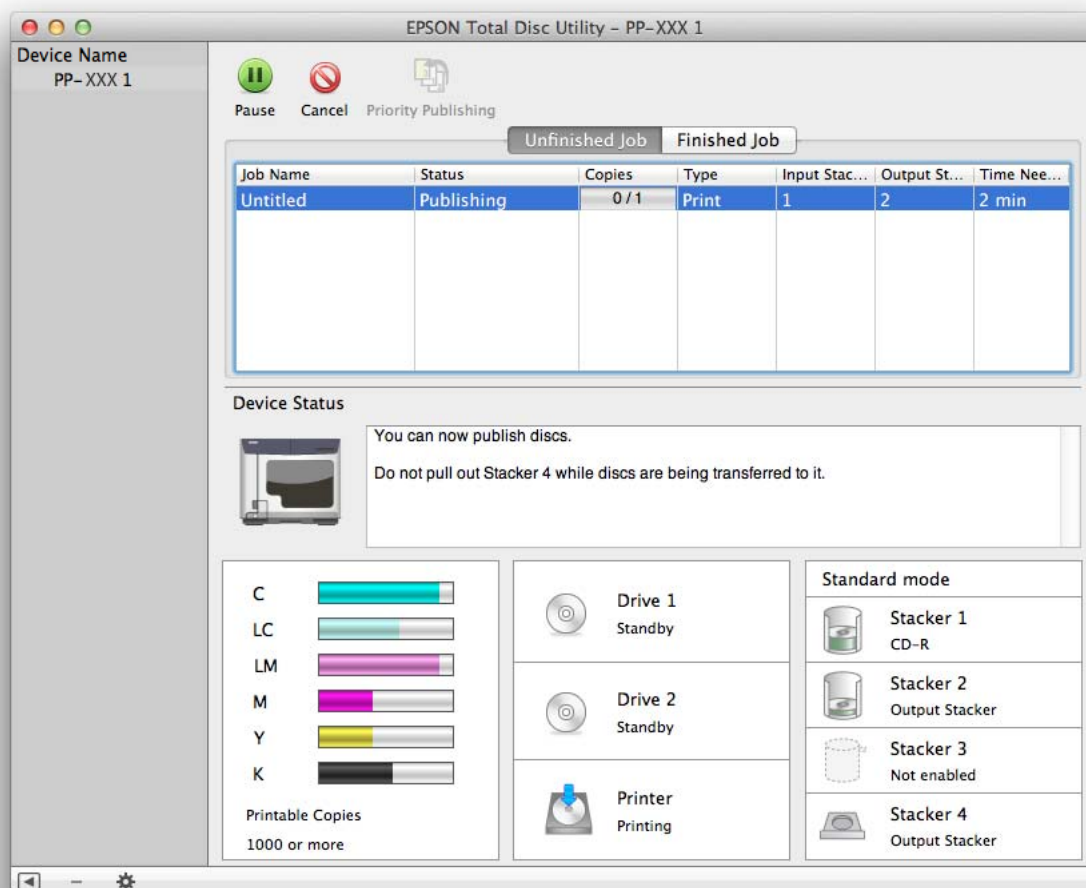 EPSON Total Disc Utility – PP–XXX 1
Device Name
PP–XXX 1
Pause Cancel Priority Publishing
Unfinished Job Finished Job
Job Name Status Copies Type Input Stac... Output St... Time Nee...
Untitled Publishing 0 / 1 Print 1 2 2 min
Device Status
You can now publish discs.
Do not pull out Stacker 4 while discs are being transferred to it.
C
LC
LM
M
Y
K
Printable Copies
1000 or more
Drive 1
Standby
Drive 2
Standby
Printer
Printing
Standard mode
Stacker 1
CD–R
Stacker 2
Output Stacker
Stacker 3
Not enabled
Stacker 4
Output Stacker